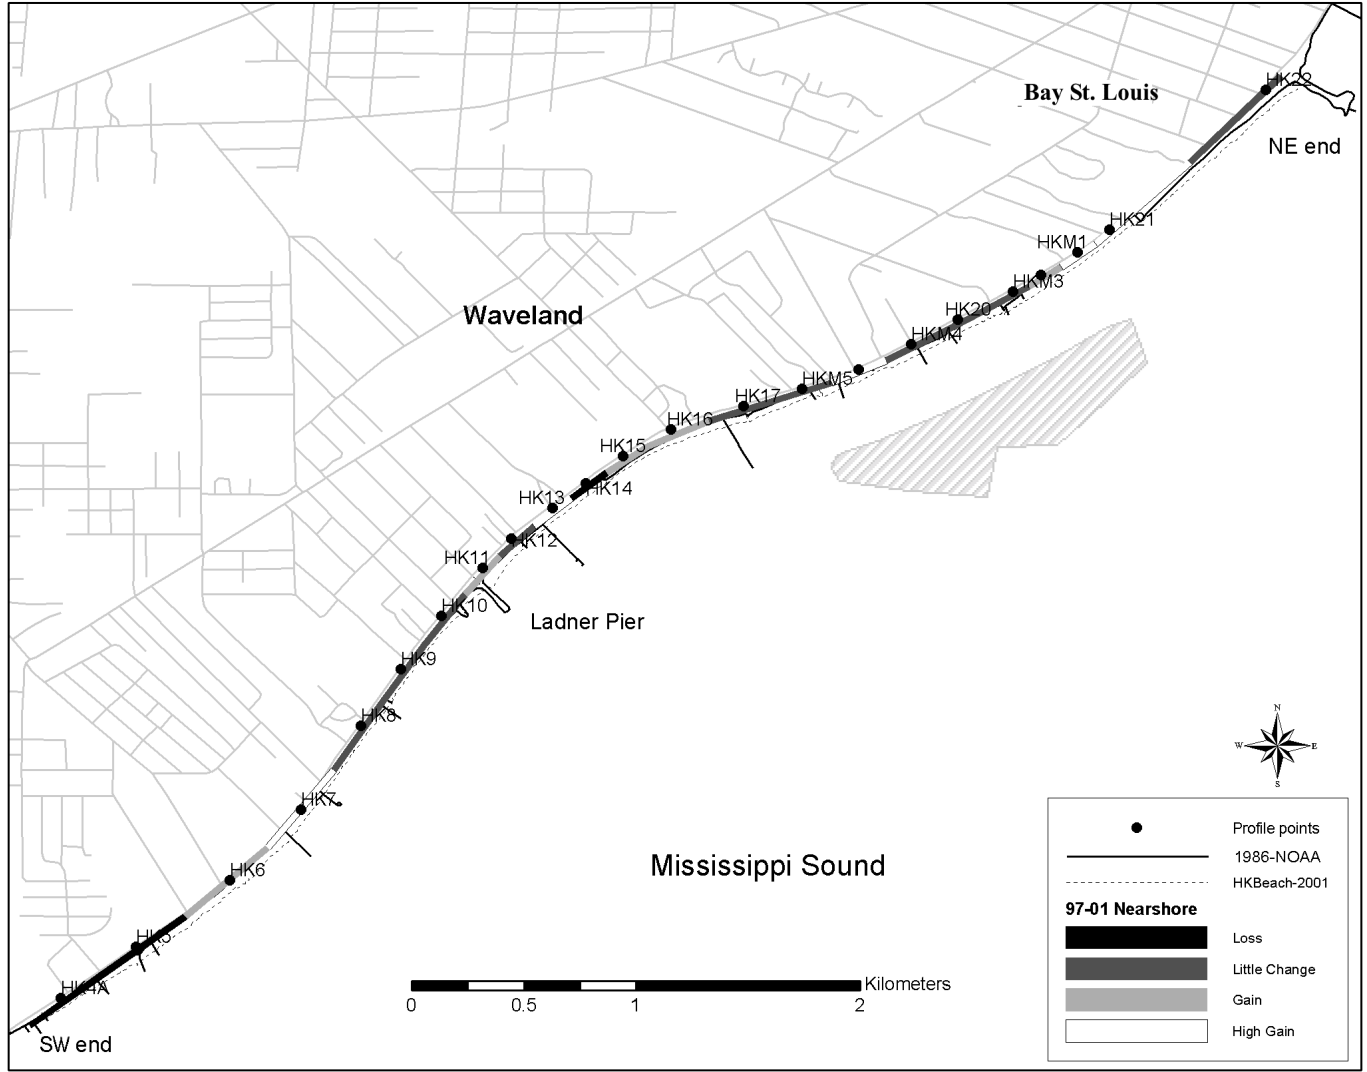 HK22
Bay St. Louis
NE end
HK21
HKM1
HKM3
HK20
Waveland
HKM4
HKM5
HK17
HK16
HK15
HK14
HK13
HK12
HK11
HK10
Ladner Pier
HK9
HK8
N
W
E
S
HK7
Mississippi Sound
HK6
HK5
HK4A
SW end
Kilometers
0 0.5 1 2
Profile points
1986-NOAA
HKBeach-2001
97-01 Nearshore
Loss
Little Change
Gain
High Gain